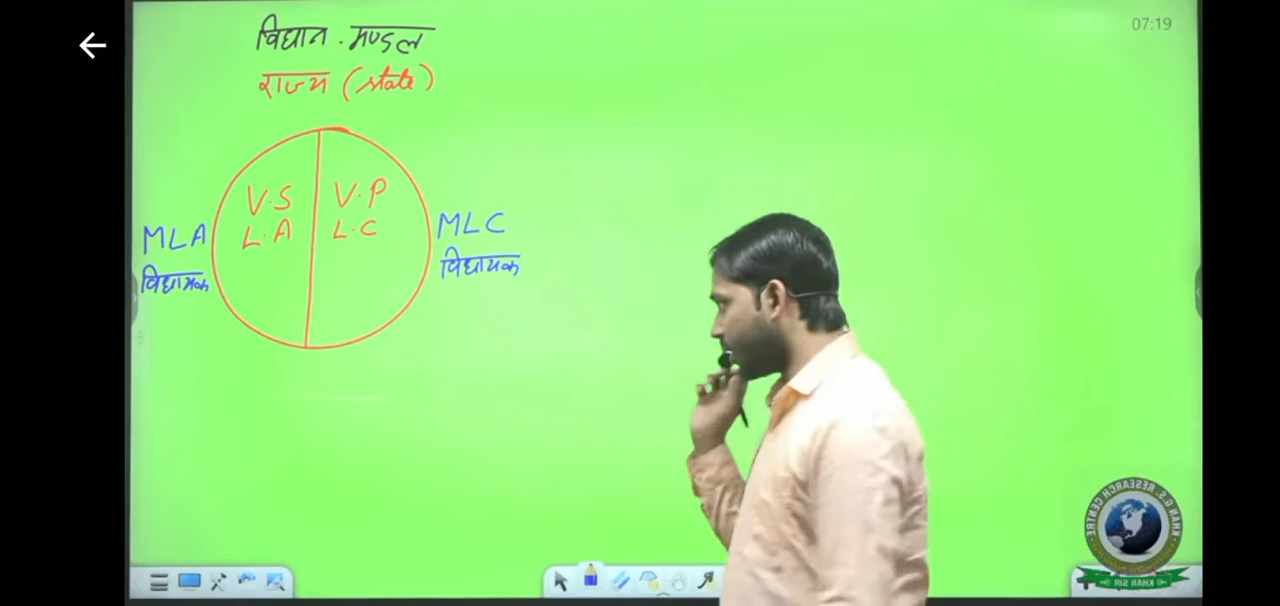 07:19
विधान-मण्डल
राज्य (state)
V.S
L.A
V.P
L.C
MLA
विधायक
MLC
विधायक
KHAN G.S. RESEARCH CENTRE
KHAN SIR